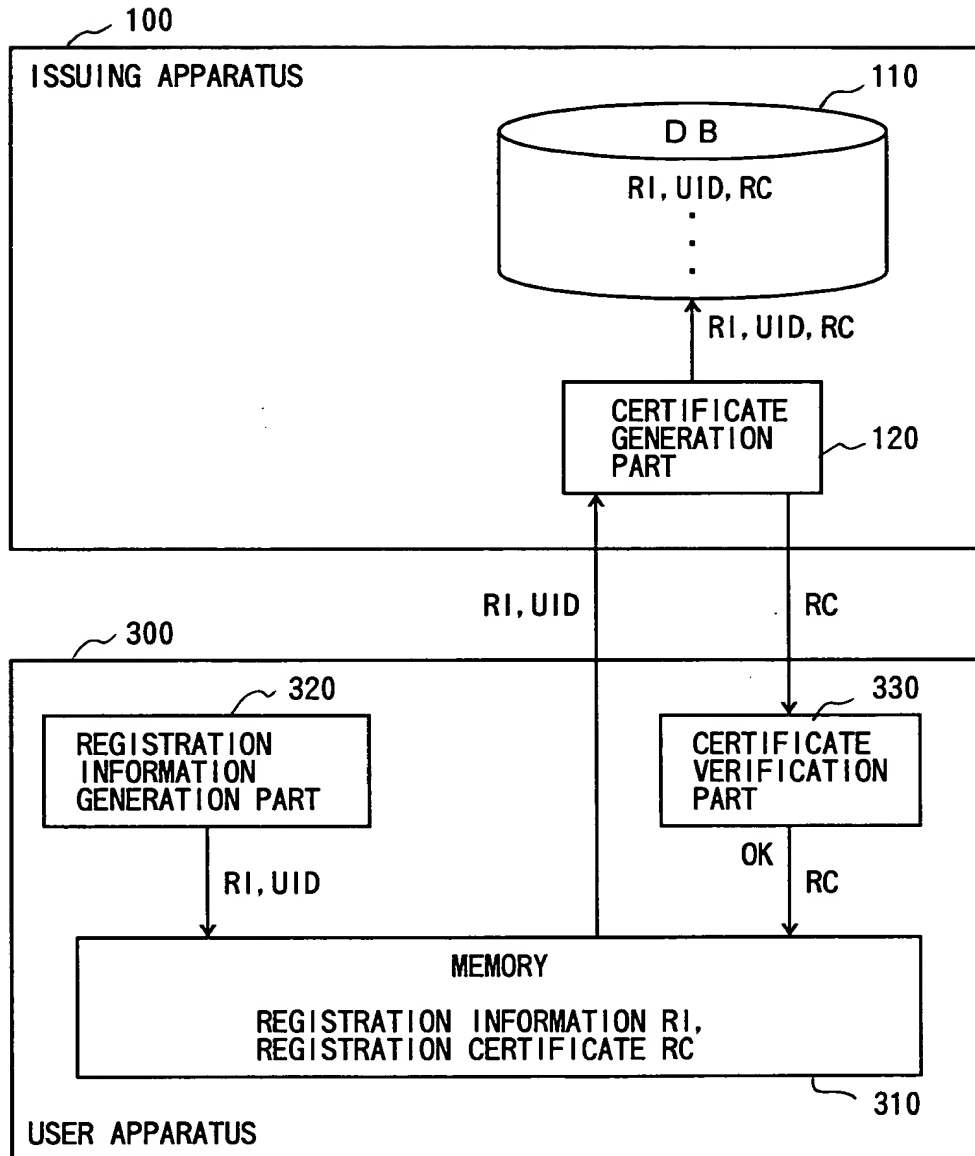 100
ISSUING APPARATUS
110
DB
RI, UID, RC
RI, UID, RC
CERTIFICATE
GENERATION
PART
120
RI, UID
RC
300
320
330
REGISTRATION
INFORMATION
GENERATION PART
CERTIFICATE
VERIFICATION
PART
OK
RI, UID
RC
MEMORY
REGISTRATION INFORMATION RI,
REGISTRATION CERTIFICATE RC
310
USER APPARATUS